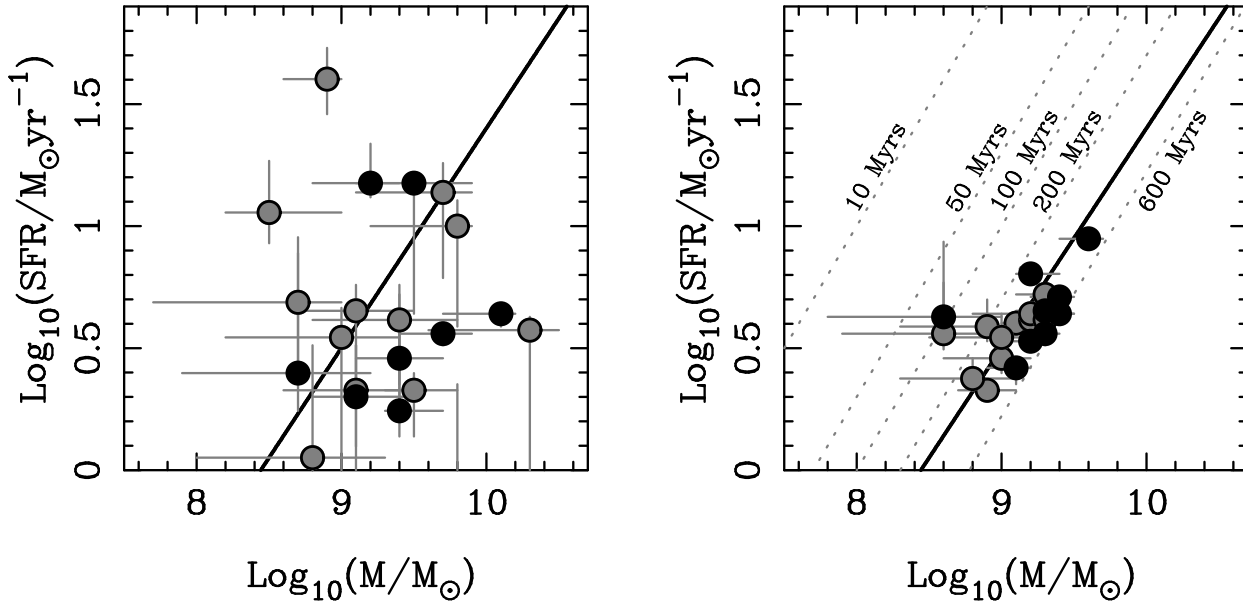 Log₁₀(SFR/M⊙yr⁻¹)
1.5
1
0.5
0
8 9 10
Log₁₀(M/M⊙)
Log₁₀(SFR/M⊙yr⁻¹)
1.5
1
0.5
0
10 Myrs
50 Myrs
100 Myrs
200 Myrs
600 Myrs
8 9 10
Log₁₀(M/M⊙)